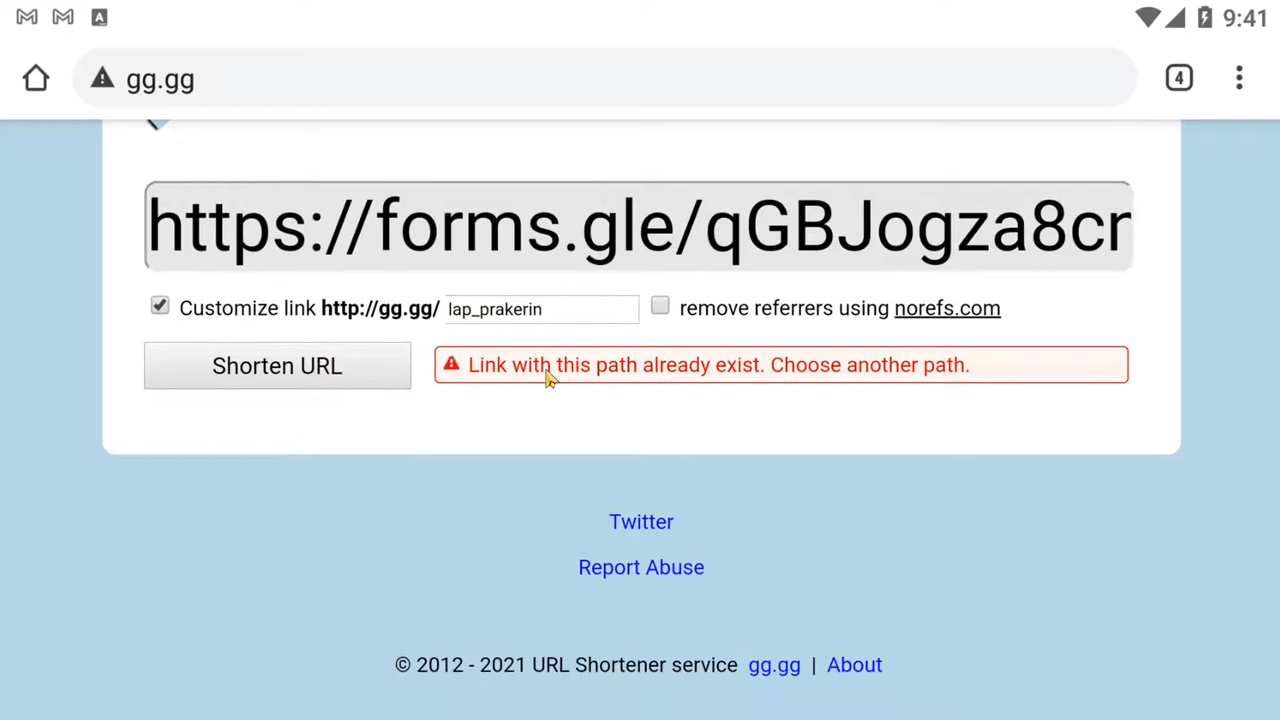 9:41
gg.gg
4
https://forms.gle/qGBJogza8cr
Customize link http://gg.gg/ lap_prakerin remove referrers using norefs.com
Shorten URL
Link with this path already exist. Choose another path.
Twitter
Report Abuse
© 2012 - 2021 URL Shortener service gg.gg | About